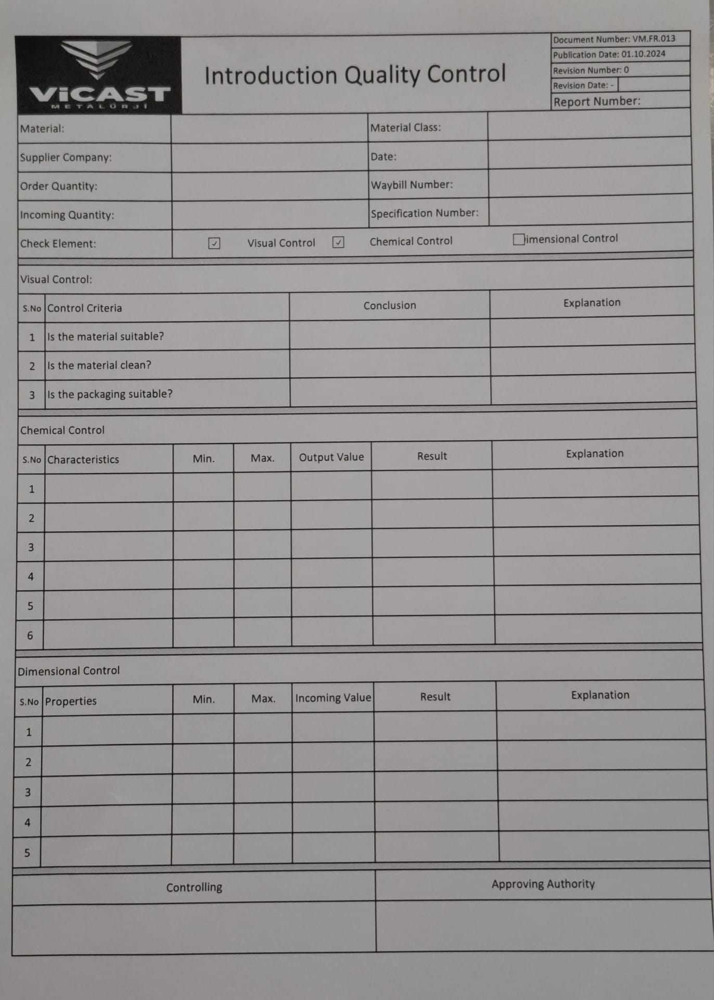 ViCAST
METALÜRJİ
Introduction Quality Control
Document Number: VM.FR.013
Publication Date: 01.10.2024
Revision Number: 0
Revision Date: -
Report Number:
Material:
Material Class:
Supplier Company:
Date:
Order Quantity:
Waybill Number:
Incoming Quantity:
Specification Number:
Check Element: Visual Control Chemical Control imensional Control
Visual Control:
S.No Control Criteria Conclusion Explanation
1 Is the material suitable?
2 Is the material clean?
3 Is the packaging suitable?
Chemical Control
S.No Characteristics Min. Max. Output Value Result Explanation
1
2
3
4
5
6
Dimensional Control
S.No Properties Min. Max. Incoming Value Result Explanation
1
2
3
4
5
Controlling Approving Authority